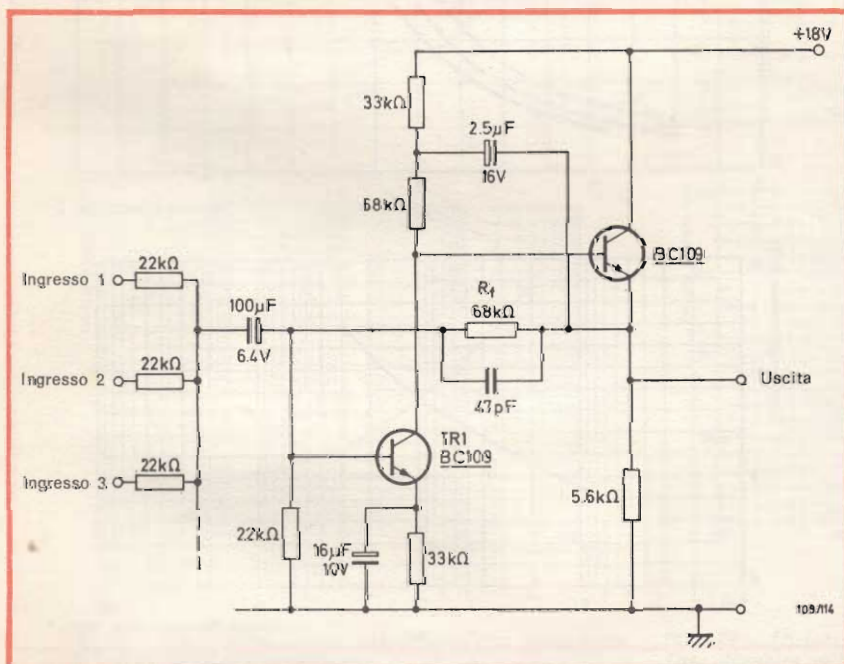 +18V
33kΩ
2.5µF
16V
68kΩ
BC109
Ingresso 1
22kΩ
100µF
6.4V
Rf
68kΩ
47pF
Ingresso 2
22kΩ
Uscita
TR1
BC109
Ingresso 3
22kΩ
22kΩ
16µF
10V
33kΩ
5.6kΩ
109/114